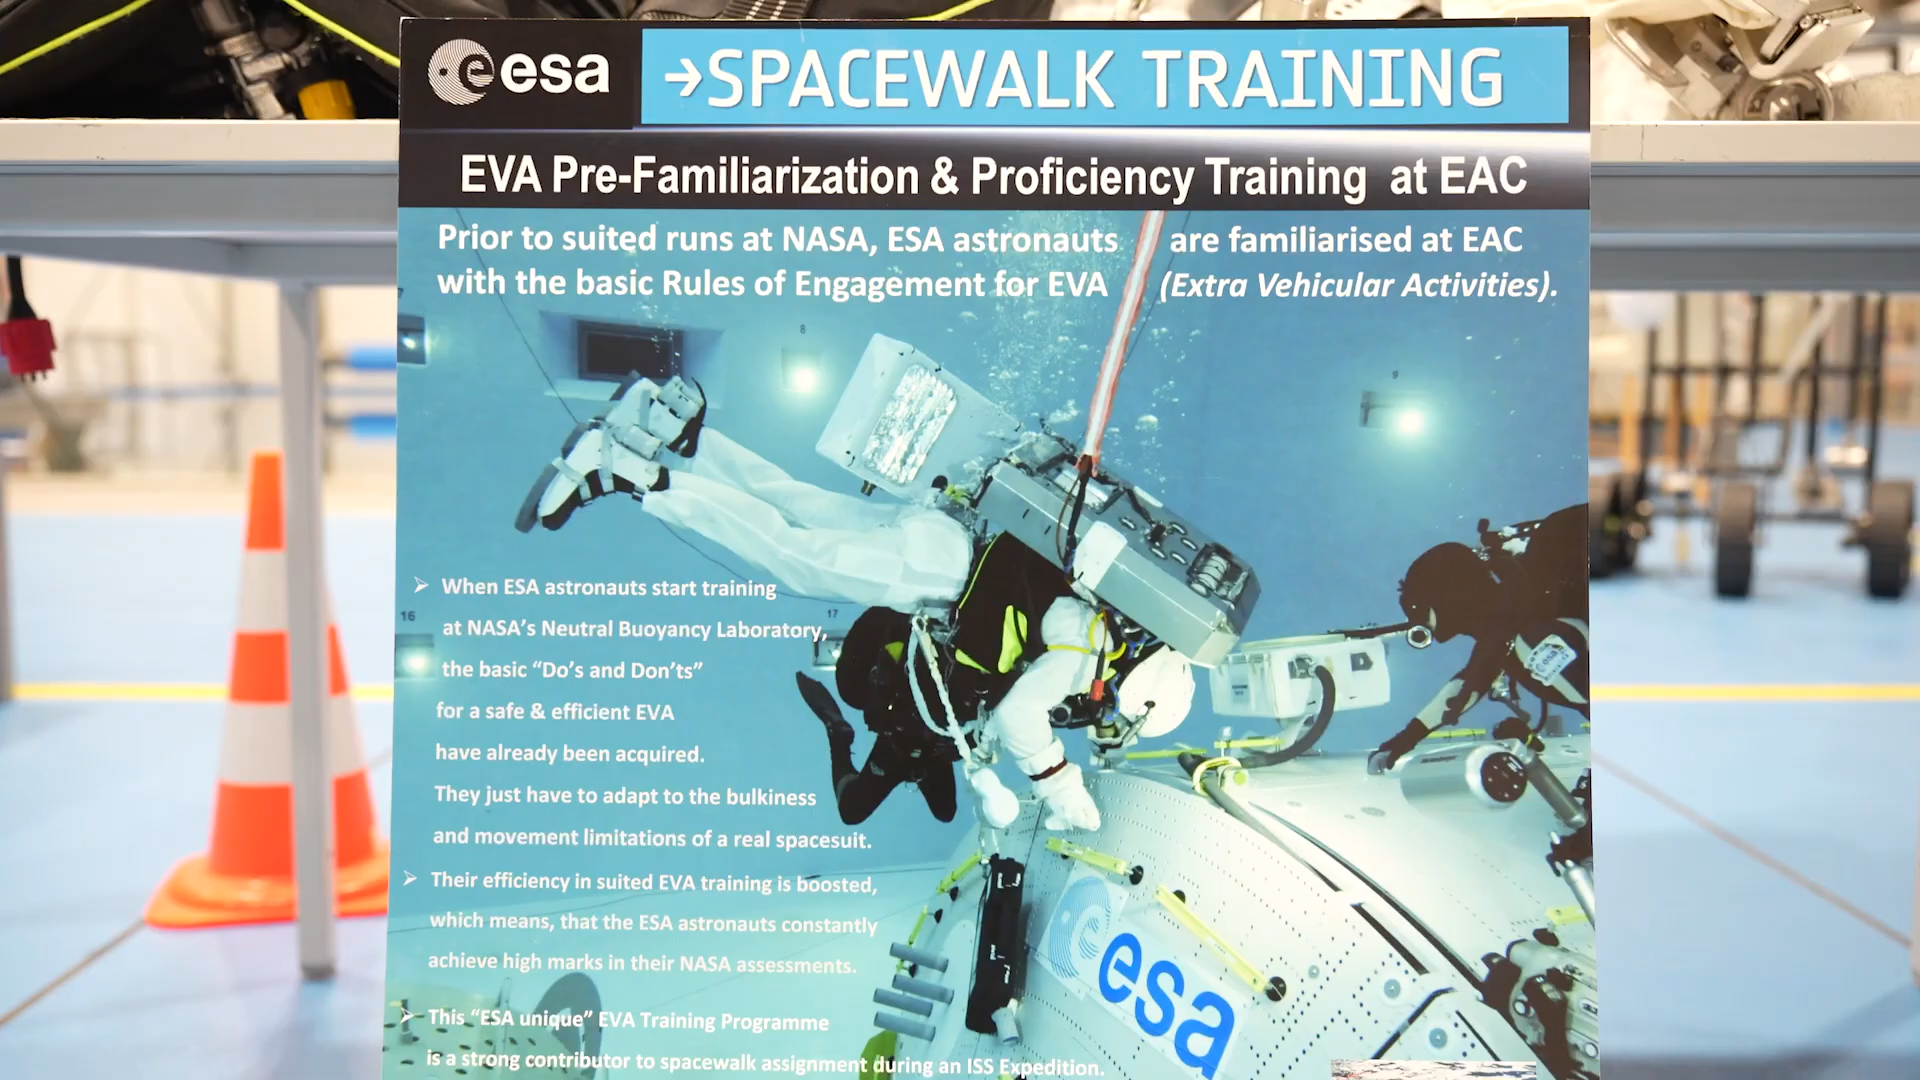 esa
→SPACEWALK TRAINING
EVA Pre-Familiarization & Proficiency Training at EAC
Prior to suited runs at NASA, ESA astronauts are familiarised at EAC
with the basic Rules of Engagement for EVA (Extra Vehicular Activities).
8
9
16
17
➢ When ESA astronauts start training
at NASA's Neutral Buoyancy Laboratory,
the basic “Do's and Don'ts”
for a safe & efficient EVA
have already been acquired.
They just have to adapt to the bulkiness
and movement limitations of a real spacesuit.
➢ Their efficiency in suited EVA training is boosted,
which means, that the ESA astronauts constantly
achieve high marks in their NASA assessments.
➢ This “ESA unique” EVA Training Programme
is a strong contributor to spacewalk assignment during an ISS Expedition.
esa
esa